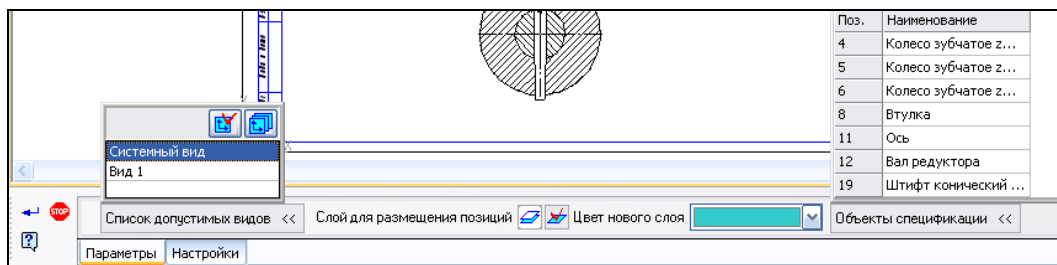 Поз. Наименование
4 Колесо зубчатое z...
5 Колесо зубчатое z...
6 Колесо зубчатое z...
8 Втулка
11 Ось
12 Вал редуктора
19 Штифт конический ...
Системный вид
Вид 1
STOP
Список допустимых видов <<
Слой для размещения позиций
Цвет нового слоя
Объекты спецификации <<
Параметры
Настройки